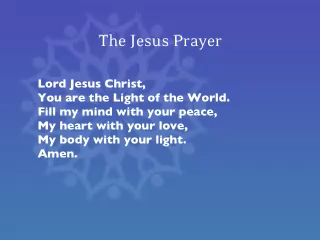 The Jesus Prayer
Lord Jesus Christ,
You are the Light of the World.
Fill my mind with your peace,
My heart with your love,
My body with your light.
Amen.